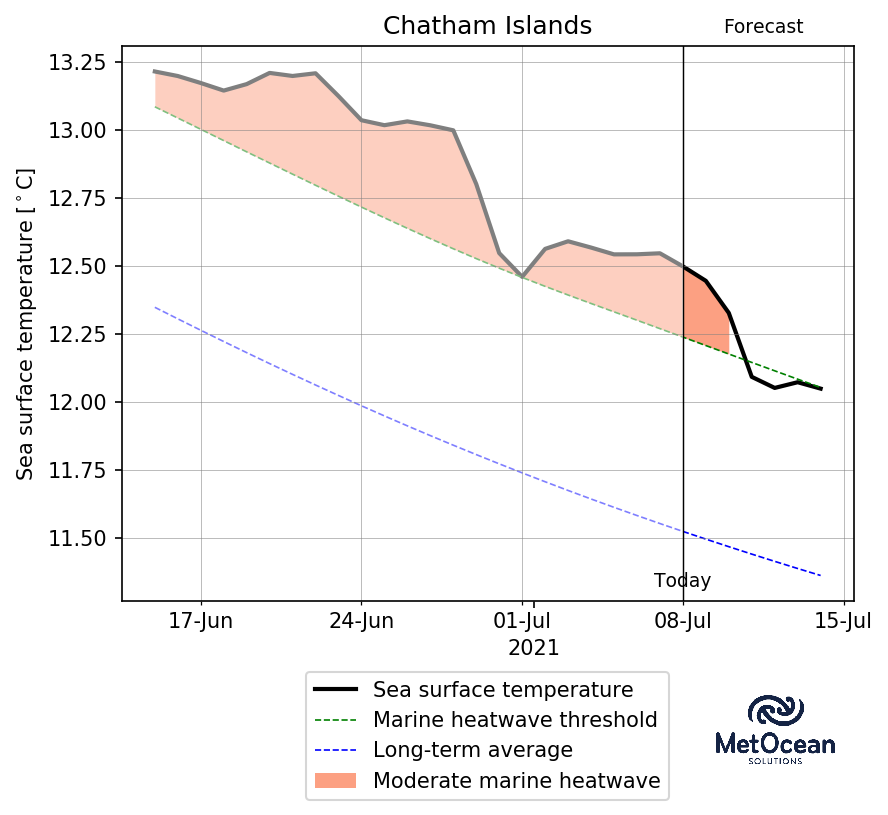 Chatham Islands
Forecast
Sea surface temperature [°C]
13.25
13.00
12.75
12.50
12.25
12.00
11.75
11.50
Today
17-Jun
24-Jun
01-Jul
08-Jul
15-Jul
2021
Sea surface temperature
Marine heatwave threshold
Long-term average
Moderate marine heatwave
MetOcean
SOLUTIONS